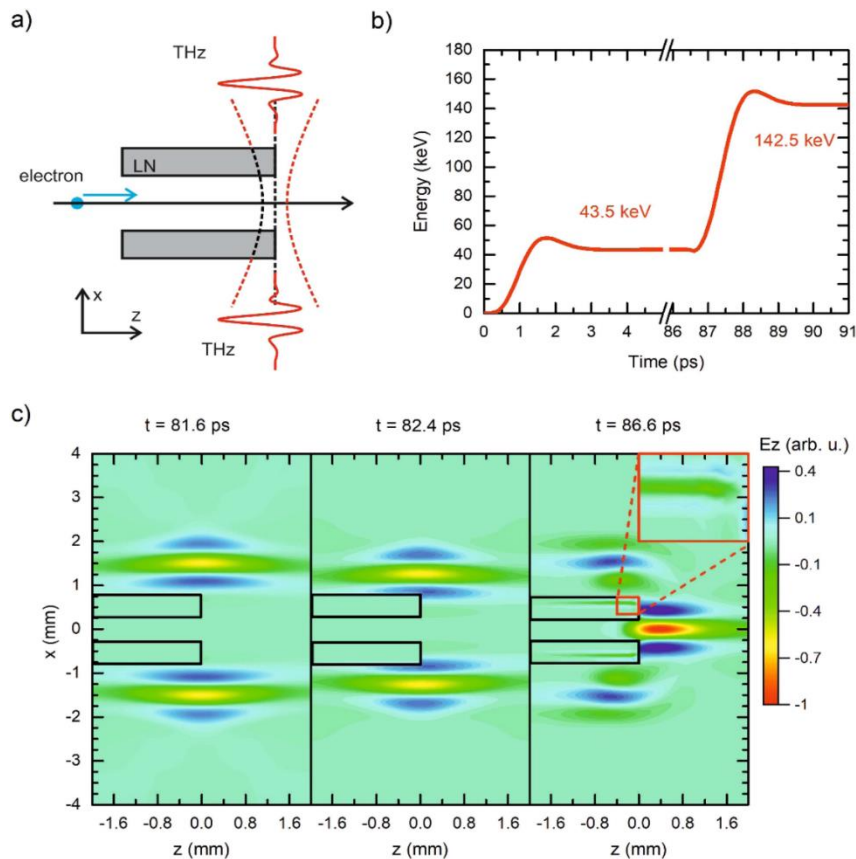 a)
THz
LN
electron
x
z
THz
b)
180
160
140
120
100
80
60
40
20
0
Energy (keV)
43.5 keV
142.5 keV
0 1 2 3 4 86 87 88 89 90 91
Time (ps)
c)
t = 81.6 ps t = 82.4 ps t = 86.6 ps
Ez (arb. u.)
4
3
2
1
0
-1
-2
-3
-4
x (mm)
0.4
0.2
-0.1
-0.4
-0.7
-1
-1.6 -0.8 0.0 0.8 1.6 -1.6 -0.8 0.0 0.8 1.6 -1.6 -0.8 0.0 0.8 1.6
z (mm) z (mm) z (mm)